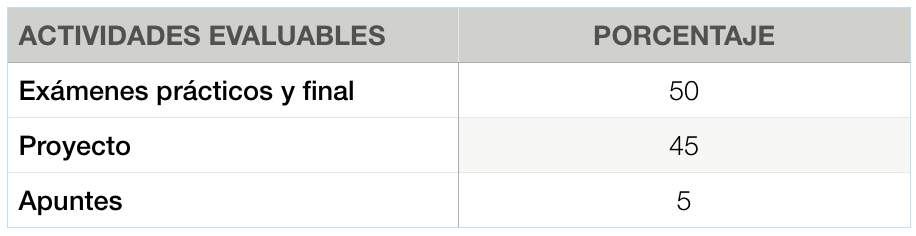 ACTIVIDADES EVALUABLES PORCENTAJE
Exámenes prácticos y final 50
Proyecto 45
Apuntes 5